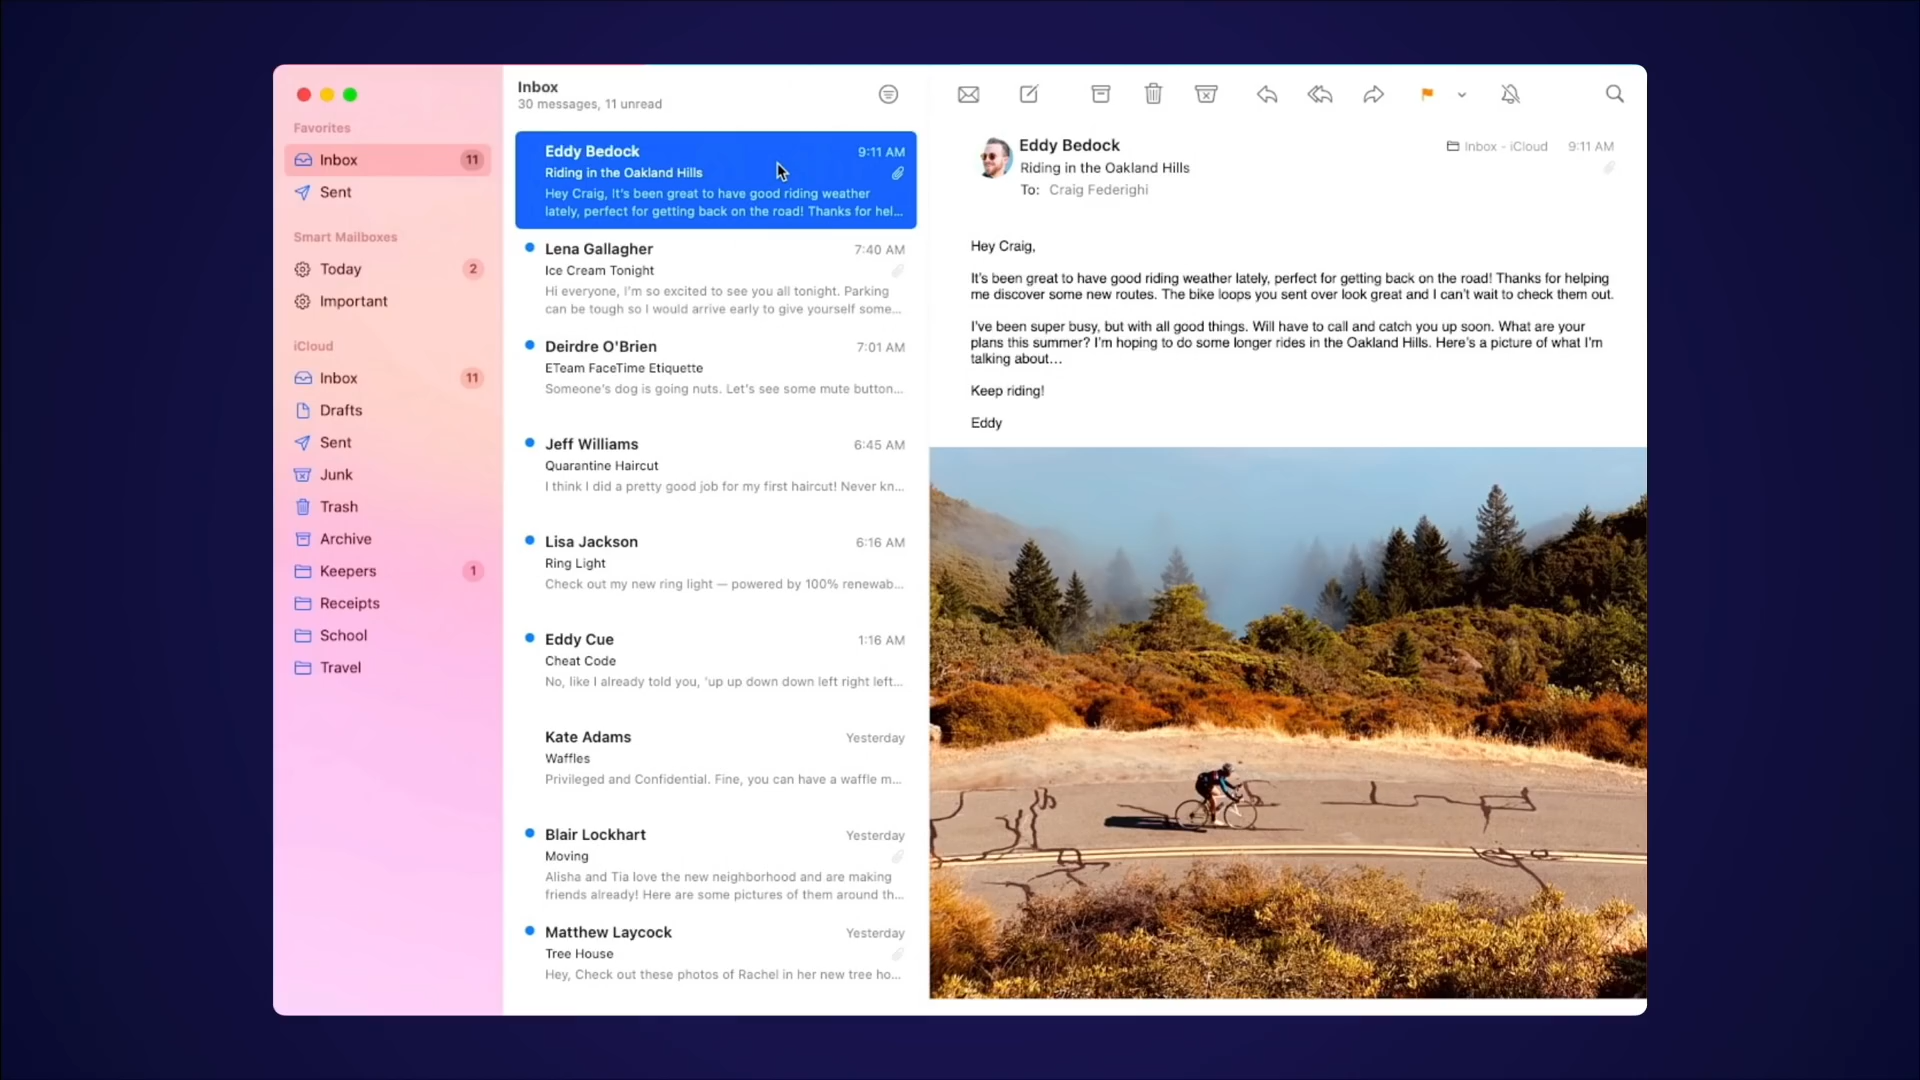 Favorites
Inbox 11
Sent
Smart Mailboxes
Today 2
Important
iCloud
Inbox 11
Drafts
Sent
Junk
Trash
Archive
Keepers 1
Receipts
School
Travel
Inbox
30 messages, 11 unread
Eddy Bedock 9:11 AM
Riding in the Oakland Hills
Hey Craig, It's been great to have good riding weather
lately, perfect for getting back on the road! Thanks for hel...
Lena Gallagher 7:40 AM
Ice Cream Tonight
Hi everyone, I'm so excited to see you all tonight. Parking
can be tough so I would arrive early to give yourself some...
Deirdre O'Brien 7:01 AM
ETeam FaceTime Etiquette
Someone's dog is going nuts. Let's see some mute button...
Jeff Williams 6:45 AM
Quarantine Haircut
I think I did a pretty good job for my first haircut! Never kn...
Lisa Jackson 6:16 AM
Ring Light
Check out my new ring light — powered by 100% renewab...
Eddy Cue 1:16 AM
Cheat Code
No, like I already told you, 'up up down down left right left...
Kate Adams Yesterday
Waffles
Privileged and Confidential. Fine, you can have a waffle m...
Blair Lockhart Yesterday
Moving
Alisha and Tia love the new neighborhood and are making
friends already! Here are some pictures of them around th...
Matthew Laycock Yesterday
Tree House
Hey, Check out these photos of Rachel in her new tree ho...
Eddy Bedock Inbox - iCloud 9:11 AM
Riding in the Oakland Hills
To: Craig Federighi
Hey Craig,
It's been great to have good riding weather lately, perfect for getting back on the road! Thanks for helping
me discover some new routes. The bike loops you sent over look great and I can't wait to check them out.
I've been super busy, but with all good things. Will have to call and catch you up soon. What are your
plans this summer? I'm hoping to do some longer rides in the Oakland Hills. Here's a picture of what I'm
talking about…
Keep riding!
Eddy